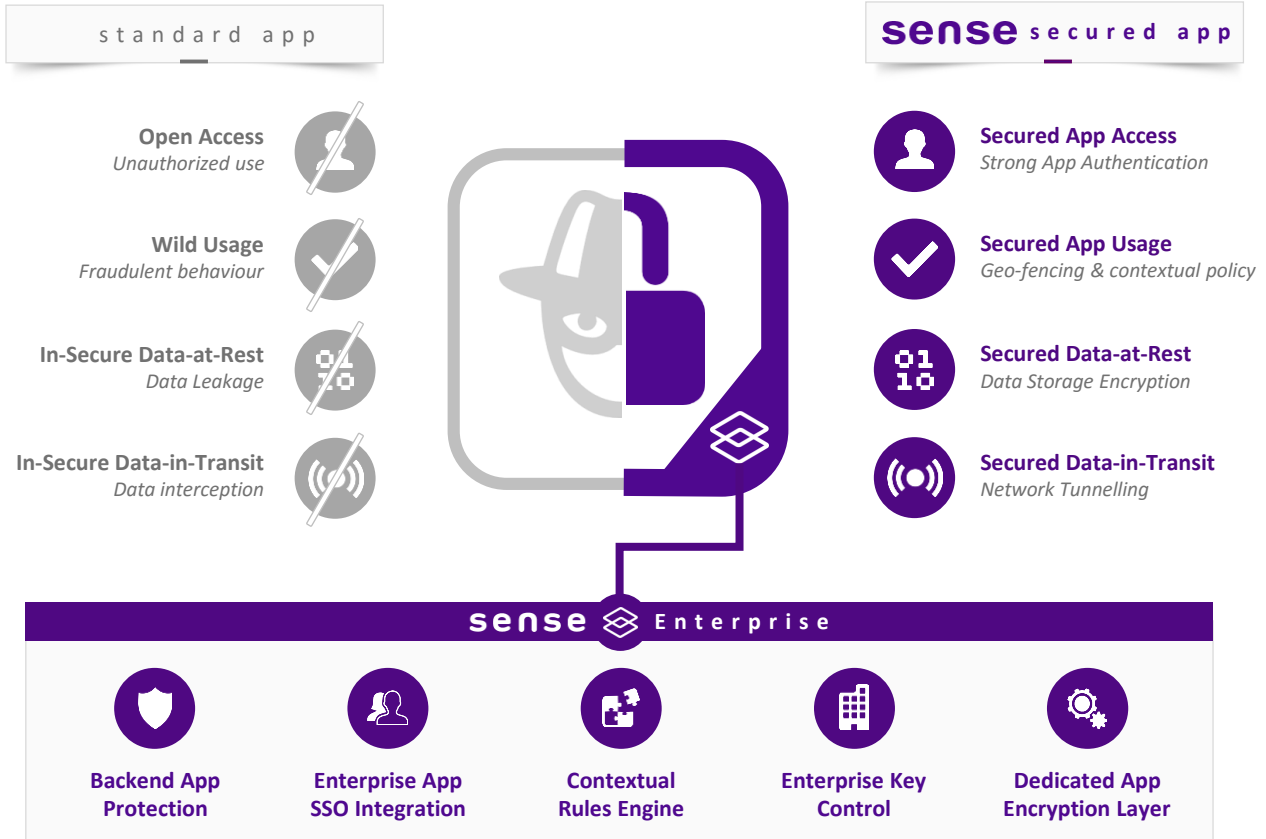 standard app
sense secured app
Open Access
Unauthorized use
Wild Usage
Fraudulent behaviour
In-Secure Data-at-Rest
Data Leakage
In-Secure Data-in-Transit
Data interception
Secured App Access
Strong App Authentication
Secured App Usage
Geo-fencing & contextual policy
01
10
Secured Data-at-Rest
Data Storage Encryption
Secured Data-in-Transit
Network Tunnelling
sense Enterprise
Backend App
Protection
Enterprise App
SSO Integration
Contextual
Rules Engine
Enterprise Key
Control
Dedicated App
Encryption Layer